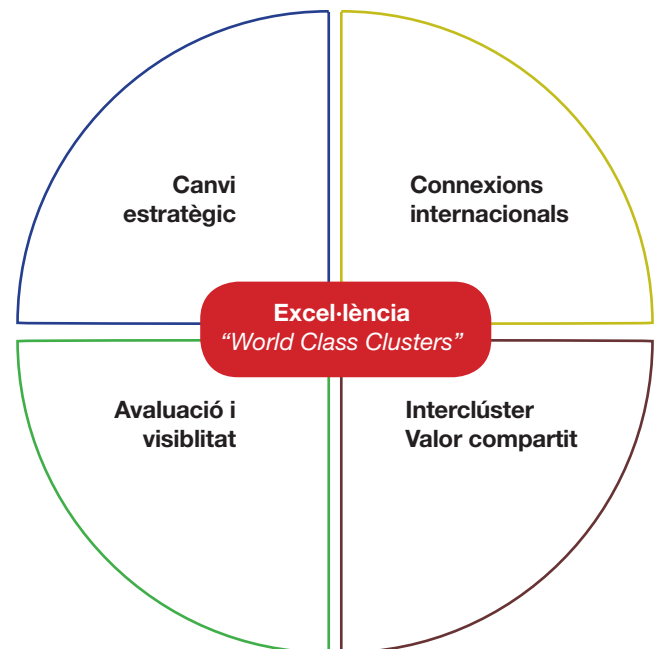 Canvi
estratègic
Connexions
internacionals
Excel·lència
“World Class Clusters”
Avaluació i
visiblitat
Interclúster
Valor compartit